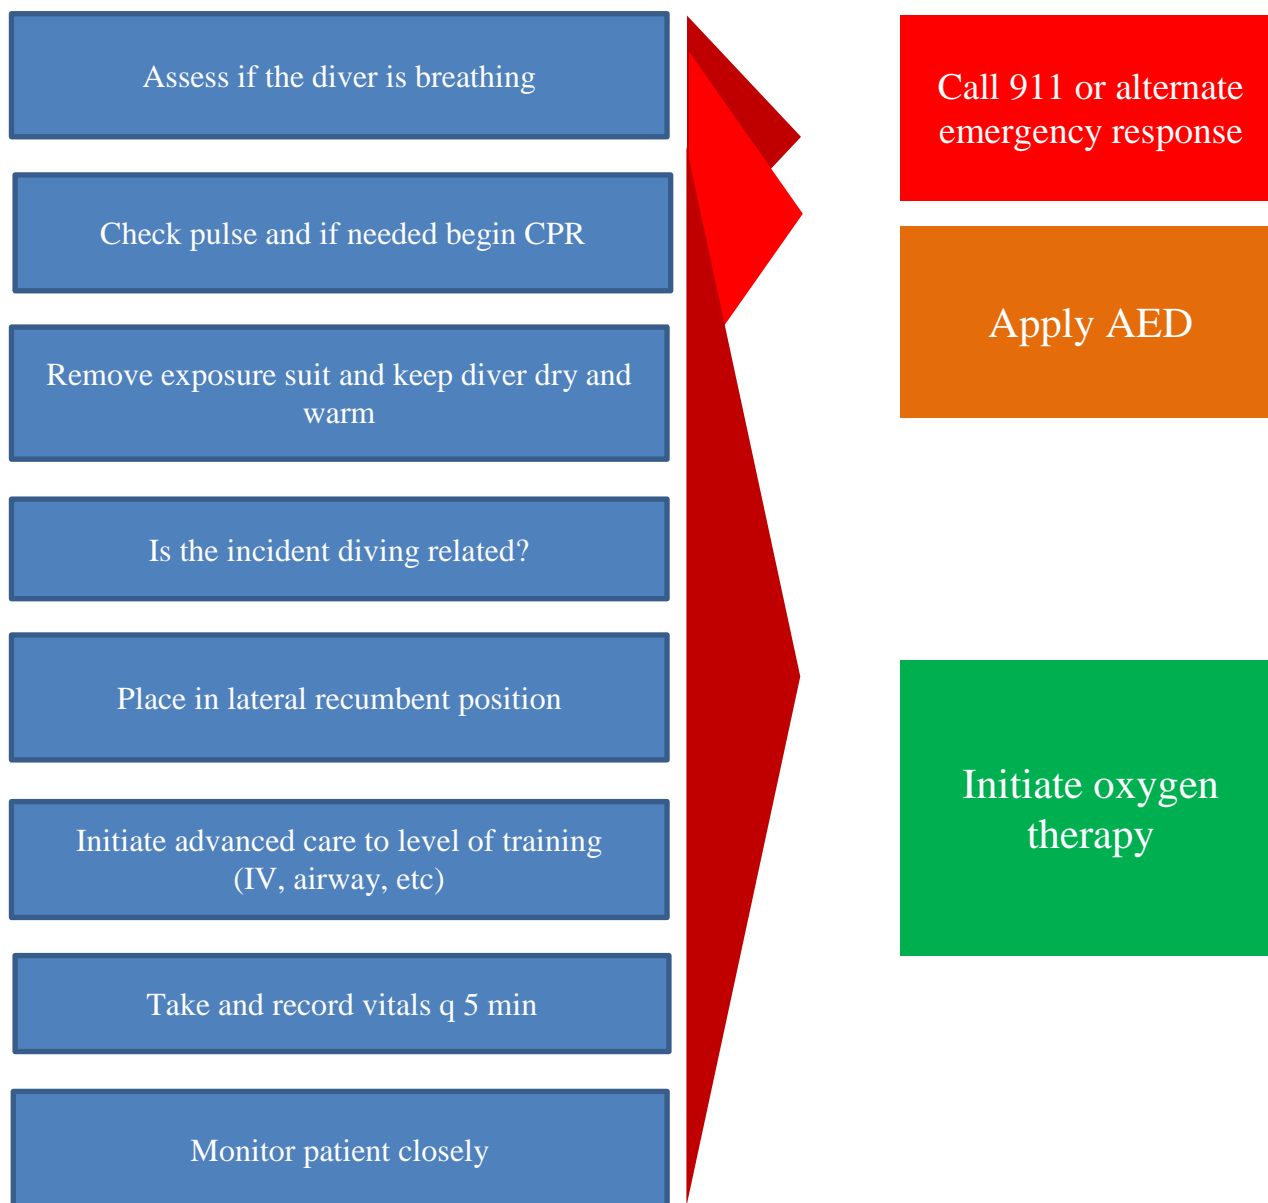 Assess if the diver is breathing
Check pulse and if needed begin CPR
Remove exposure suit and keep diver dry and
warm
Is the incident diving related?
Place in lateral recumbent position
Initiate advanced care to level of training
(IV, airway, etc)
Take and record vitals q 5 min
Monitor patient closely
Call 911 or alternate
emergency response
Apply AED
Initiate oxygen
therapy